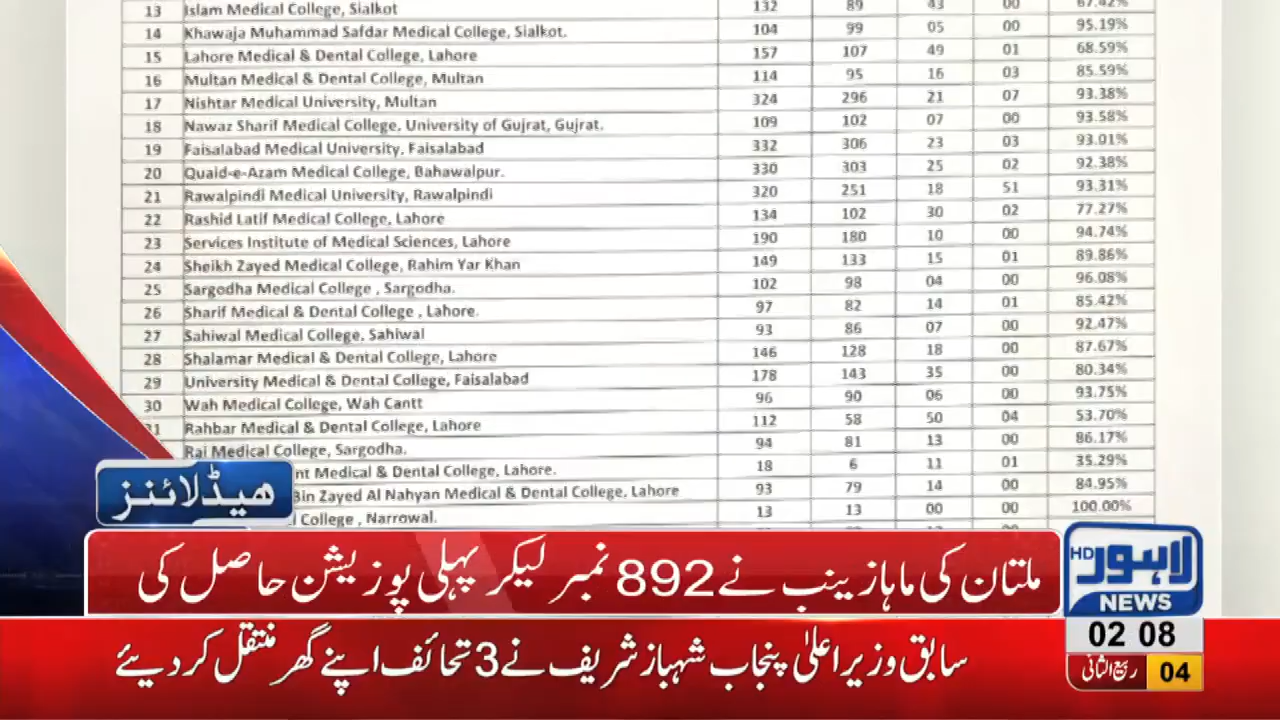 13 Islam Medical College, Sialkot 132 89 43 00 67.42%
14 Khawaja Muhammad Safdar Medical College, Sialkot. 104 99 05 00 95.19%
15 Lahore Medical & Dental College, Lahore 157 107 49 01 68.59%
16 Multan Medical & Dental College, Multan 114 95 16 03 85.59%
17 Nishtar Medical University, Multan 324 296 21 07 93.38%
18 Nawaz Sharif Medical College, University of Gujrat, Gujrat. 109 102 07 00 93.58%
19 Faisalabad Medical University, Faisalabad 332 306 23 03 93.01%
20 Quaid-e-Azam Medical College, Bahawalpur. 330 303 25 02 92.38%
21 Rawalpindi Medical University, Rawalpindi 320 251 18 51 93.31%
22 Rashid Latif Medical College, Lahore 134 102 30 02 77.27%
23 Services Institute of Medical Sciences, Lahore 190 180 10 00 94.74%
24 Sheikh Zayed Medical College, Rahim Yar Khan 149 133 15 01 89.86%
25 Sargodha Medical College , Sargodha. 102 98 04 00 96.08%
26 Sharif Medical & Dental College , Lahore. 97 82 14 01 85.42%
27 Sahiwal Medical College, Sahiwal 93 86 07 00 92.47%
28 Shalamar Medical & Dental College, Lahore 146 128 18 00 87.67%
29 University Medical & Dental College, Faisalabad 178 143 35 00 80.34%
30 Wah Medical College, Wah Cantt 96 90 06 00 93.75%
31 Rahbar Medical & Dental College, Lahore 112 58 50 04 53.70%
Rai Medical College, Sargodha. 94 81 13 00 86.17%
nt Medical & Dental College, Lahore. 18 6 11 01 35.29%
Bin Zayed Al Nahyan Medical & Dental College, Lahore 93 79 14 00 84.95%
l College , Narrowal. 13 13 00 00 100.00%
ہیڈلائنز
ملتان کی ماہا زینب نے 892 نمبر لیکر پہلی پوزیشن حاصل کی
لاہور HD
NEWS
02 08
سابق وزیراعلیٰ پنجاب شہباز شریف نے 3 تحائف اپنے گھر منتقل کر دیئے
ربیع الثانی 04